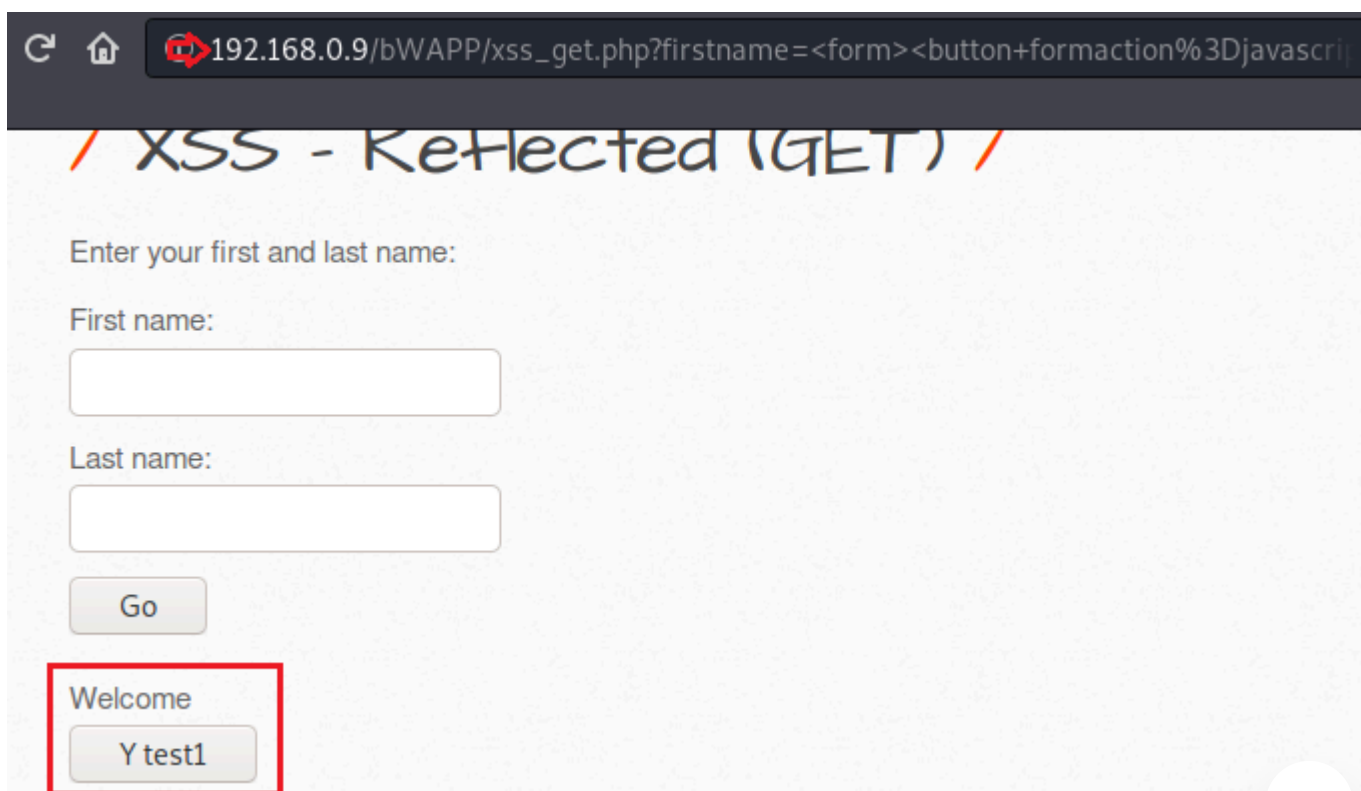 192.168.0.9/bWAPP/xss_get.php?firstname=<form><button+formaction%3Djavascrip
/ XSS - Reflected (GET) /
Enter your first and last name:
First name:
Last name:
Go
Welcome
Y test1